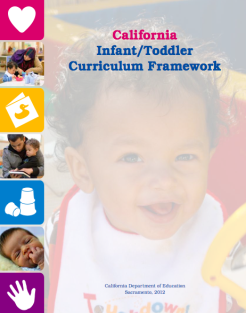 California
Infant/Toddler
Curriculum Framework
California Department of Education
Sacramento, 2012